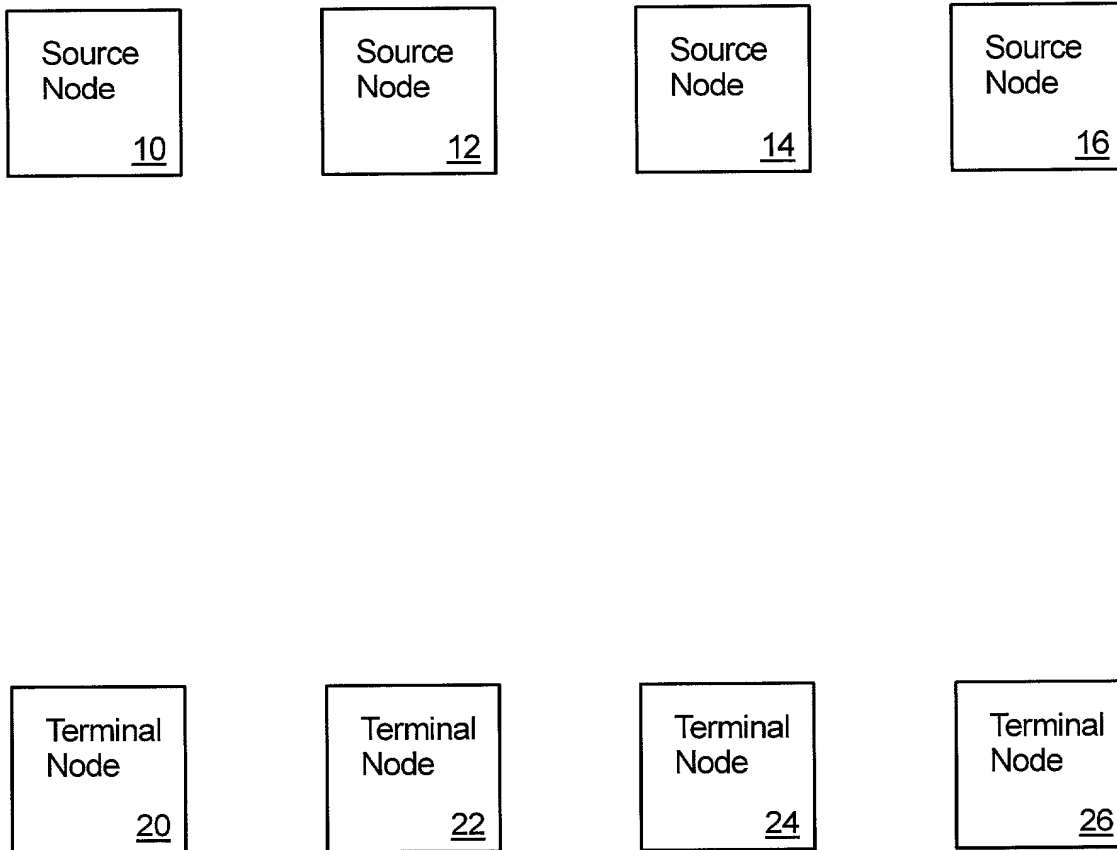 Source
Node
10
Source
Node
12
Source
Node
14
Source
Node
16
Terminal
Node
20
Terminal
Node
22
Terminal
Node
24
Terminal
Node
26